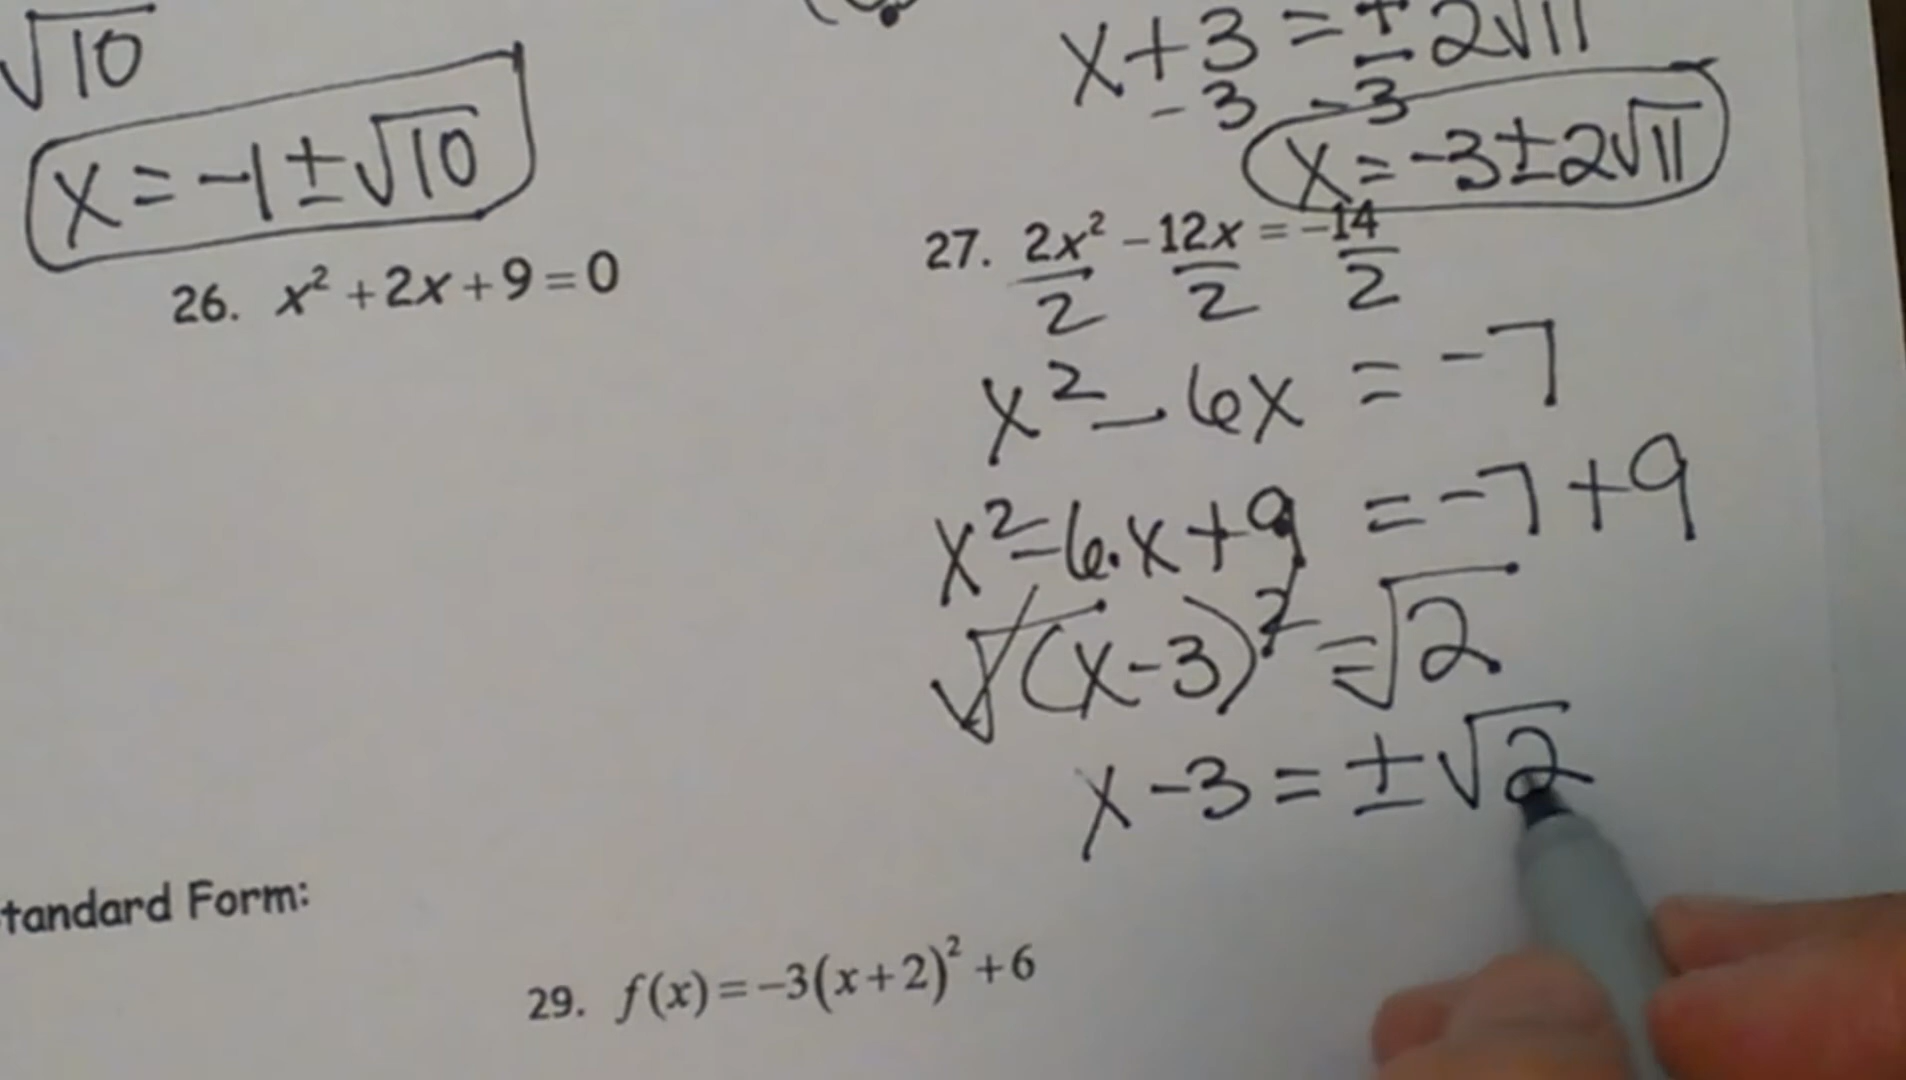 √10
x = -1 ± √10
26. x² + 2x + 9 = 0
x + 3 = ± 2√11
- 3 - 3
x = -3 ± 2√11
27. 2x² - 12x = -14
2 2 2
x² - 6x = -7
x² - 6x + 9 = -7 + 9
√(x - 3)² = √2
x - 3 = ± √2
tandard Form:
29. f(x) = -3(x + 2)² + 6